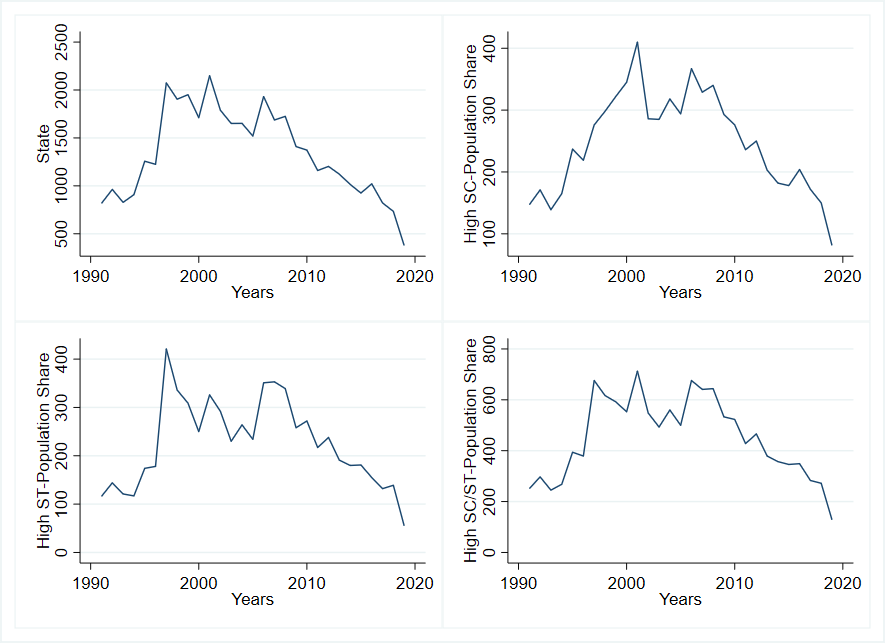 State
500 1000 1500 2000 2500
1990 2000 2010 2020
Years
High SC-Population Share
100 200 300 400
1990 2000 2010 2020
Years
High ST-Population Share
0 100 200 300 400
1990 2000 2010 2020
Years
High SC/ST-Population Share
0 200 400 600 800
1990 2000 2010 2020
Years